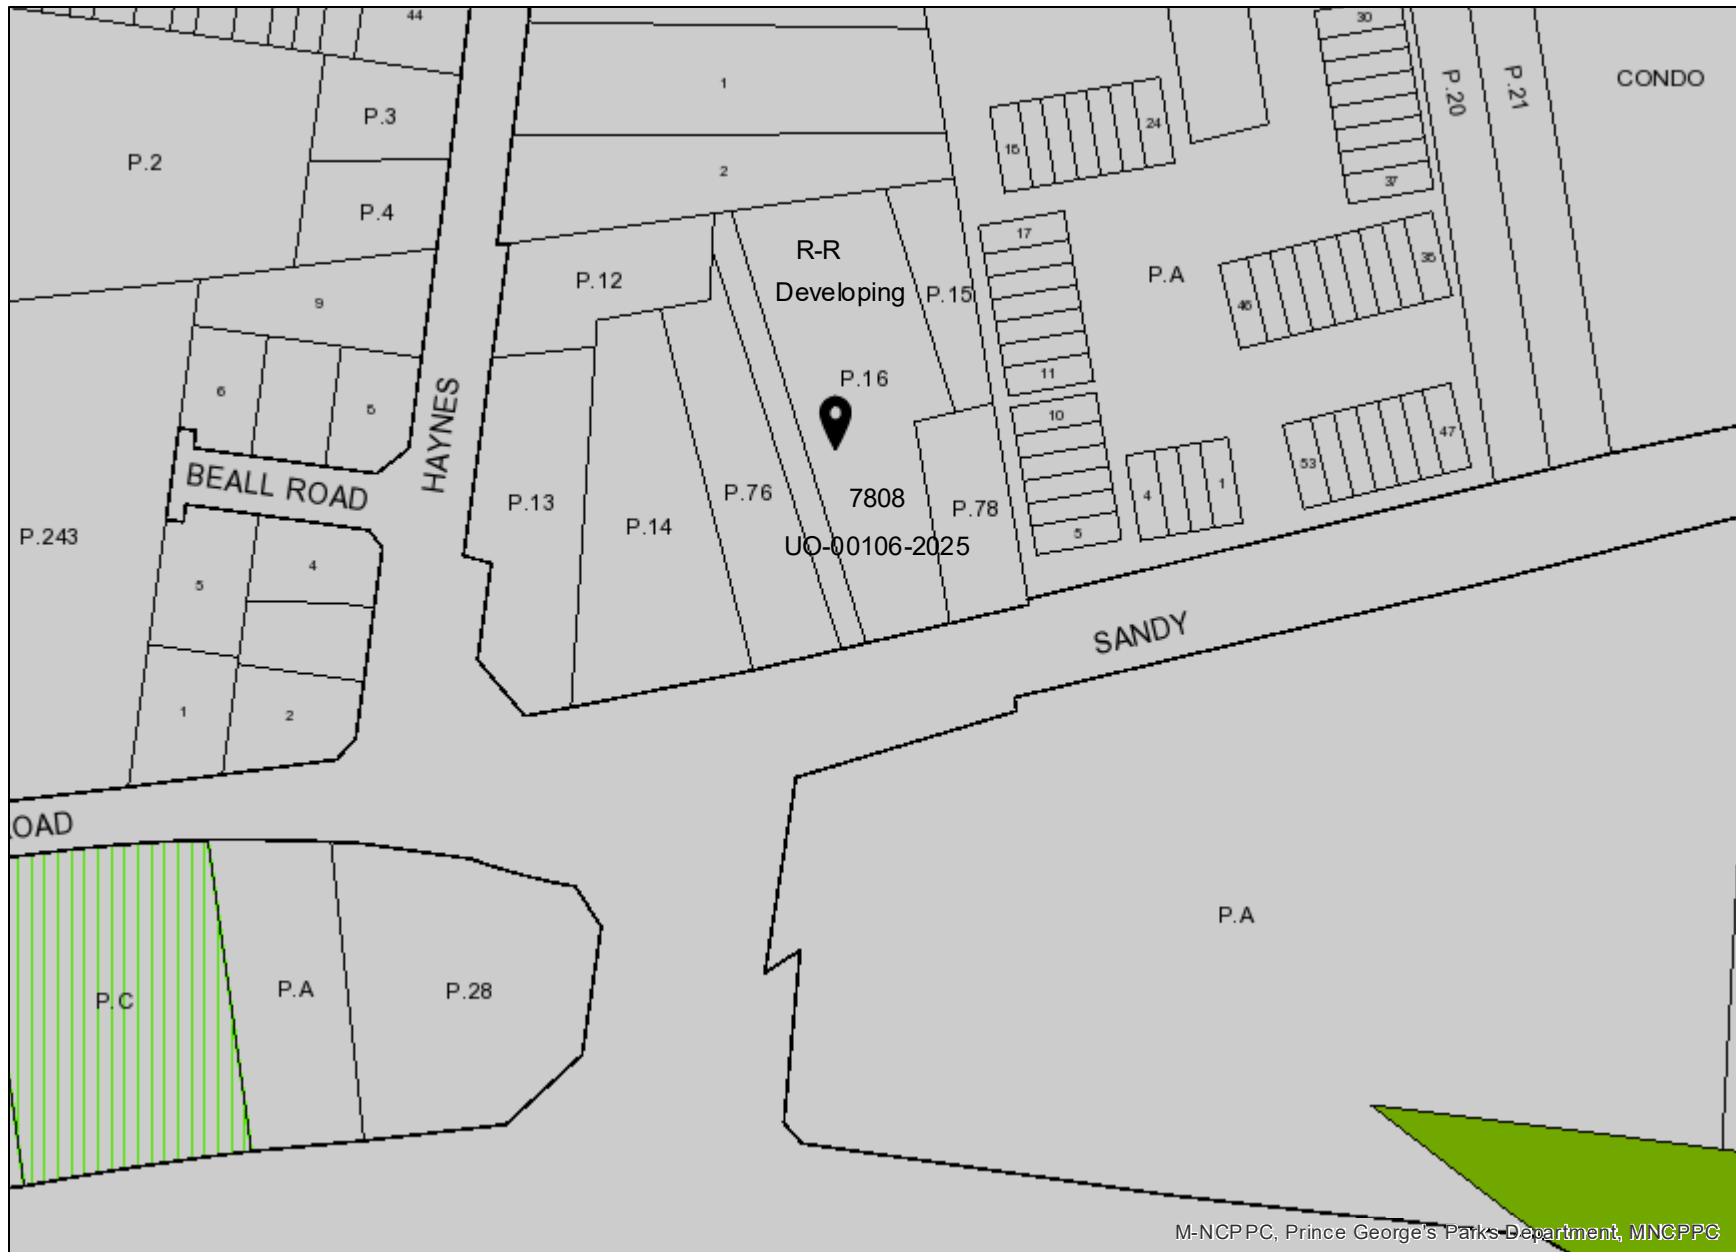 44
30
P.3
1
CONDO
P.20
P.21
24
16
P.2
2
37
P.4
17
R-R
35
P.A
P.12
Developing
P.15
9
46
11
P.16
6
5
10
HAYNES
47
53
BEALL ROAD
P.76
4
1
7808
P.13
P.78
P.14
P.243
5
UO-00106-2025
4
5
SANDY
1
2
ROAD
P.A
P.C
P.A
P.28
M-NCPPC, Prince George's Parks Department, MNCPPC